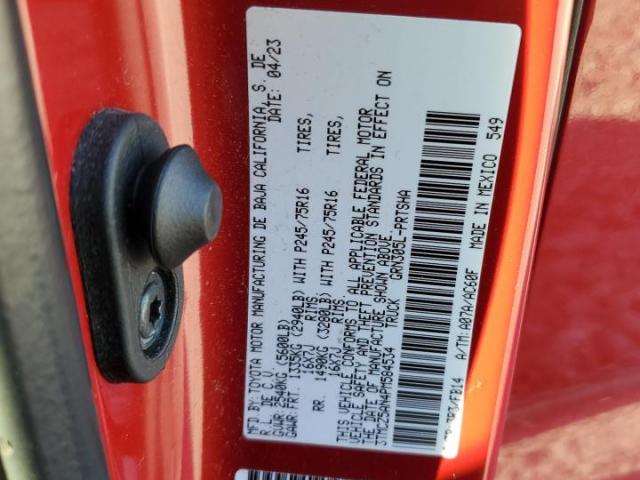 MFD. BY: TOYOTA MOTOR MANUFACTURING DE BAJA CALIFORNIA, S. DE
R.L. DE C.V. DATE: 04/23
GVWR: 2540KG (5600LB)
GAWR: FRT. 1335KG (2940LB) WITH P245/75R16 TIRES,
16X7J RIMS
RR. 1490KG (3280LB) WITH P245/75R16 TIRES,
16X7J RIMS.
THIS VEHICLE CONFORMS TO ALL APPLICABLE FEDERAL MOTOR
VEHICLE SAFETY AND THEFT PREVENTION STANDARDS IN EFFECT ON
THE DATE OF MANUFACTURE SHOWN ABOVE.
3TMCZ5AN4PM584534 TRUCK GRN305L-PRTSHA
A/TM: A07A/AC60F MADE IN MEXICO 549